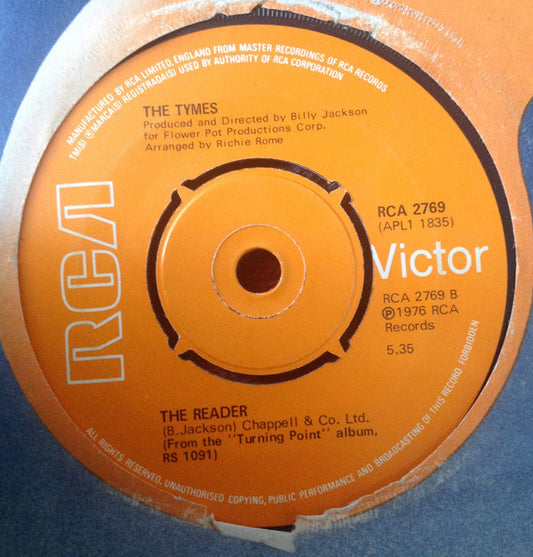 MANUFACTURED BY RCA LIMITED, ENGLAND FROM MASTER RECORDINGS OF RCA RECORDS
TM(S) ® MARCA(S) REGISTRADA(S) USED BY AUTHORITY OF RCA CORPORATION
THE TYMES
Produced and Directed by Billy Jackson
for Flower Pot Productions Corp.
Arranged by Richie Rome
RCA
RCA 2769
(APL1 1835)
Victor
RCA 2769 B
℗ 1976 RCA
Records
5.35
THE READER
(B.Jackson) Chappell & Co. Ltd.
(From the "Turning Point" album,
RS 1091)
ALL RIGHTS RESERVED, UNAUTHORISED COPYING, PUBLIC PERFORMANCE AND BROADCASTING OF THIS RECORD FORBIDDEN